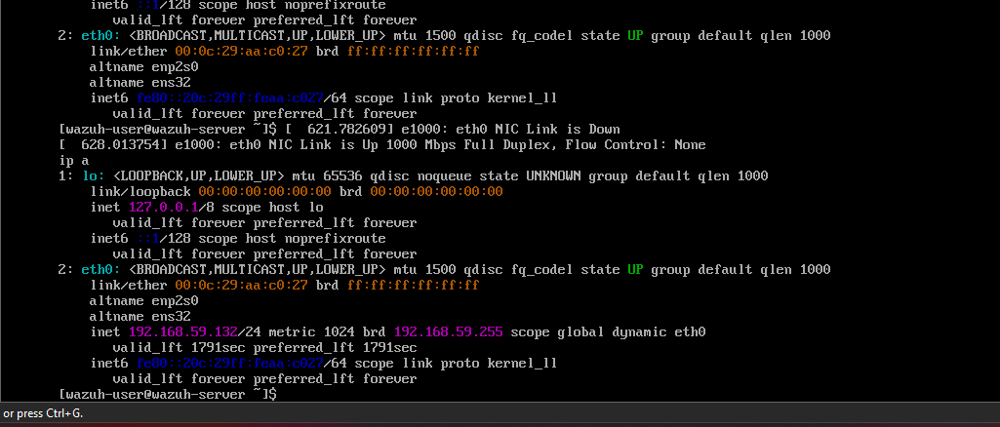 inet6 ::1/128 scope host noprefixroute
valid_lft forever preferred_lft forever
2: eth0: <BROADCAST,MULTICAST,UP,LOWER_UP> mtu 1500 qdisc fq_codel state UP group default qlen 1000
link/ether 00:0c:29:aa:c0:27 brd ff:ff:ff:ff:ff:ff
altname enp2s0
altname ens32
inet6 fe80::20c:29ff:feaa:c027/64 scope link proto kernel_ll
valid_lft forever preferred_lft forever
[wazuh-user@wazuh-server ~]$ [  621.782609] e1000: eth0 NIC Link is Down
[  628.013754] e1000: eth0 NIC Link is Up 1000 Mbps Full Duplex, Flow Control: None
ip a
1: lo: <LOOPBACK,UP,LOWER_UP> mtu 65536 qdisc noqueue state UNKNOWN group default qlen 1000
link/loopback 00:00:00:00:00:00 brd 00:00:00:00:00:00
inet 127.0.0.1/8 scope host lo
valid_lft forever preferred_lft forever
inet6 ::1/128 scope host noprefixroute
valid_lft forever preferred_lft forever
2: eth0: <BROADCAST,MULTICAST,UP,LOWER_UP> mtu 1500 qdisc fq_codel state UP group default qlen 1000
link/ether 00:0c:29:aa:c0:27 brd ff:ff:ff:ff:ff:ff
altname enp2s0
altname ens32
inet 192.168.59.132/24 metric 1024 brd 192.168.59.255 scope global dynamic eth0
valid_lft 1791sec preferred_lft 1791sec
inet6 fe80::20c:29ff:feaa:c027/64 scope link proto kernel_ll
valid_lft forever preferred_lft forever
[wazuh-user@wazuh-server ~]$
or press Ctrl+G.